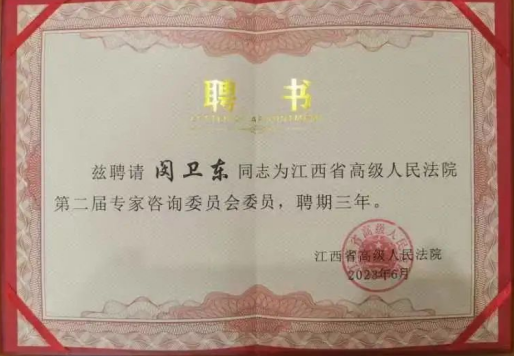 聘 书
兹聘请 闵卫东 同志为江西省高级人民法院
第二届专家咨询委员会委员，聘期三年。
江西省高级人民法院
2023年6月